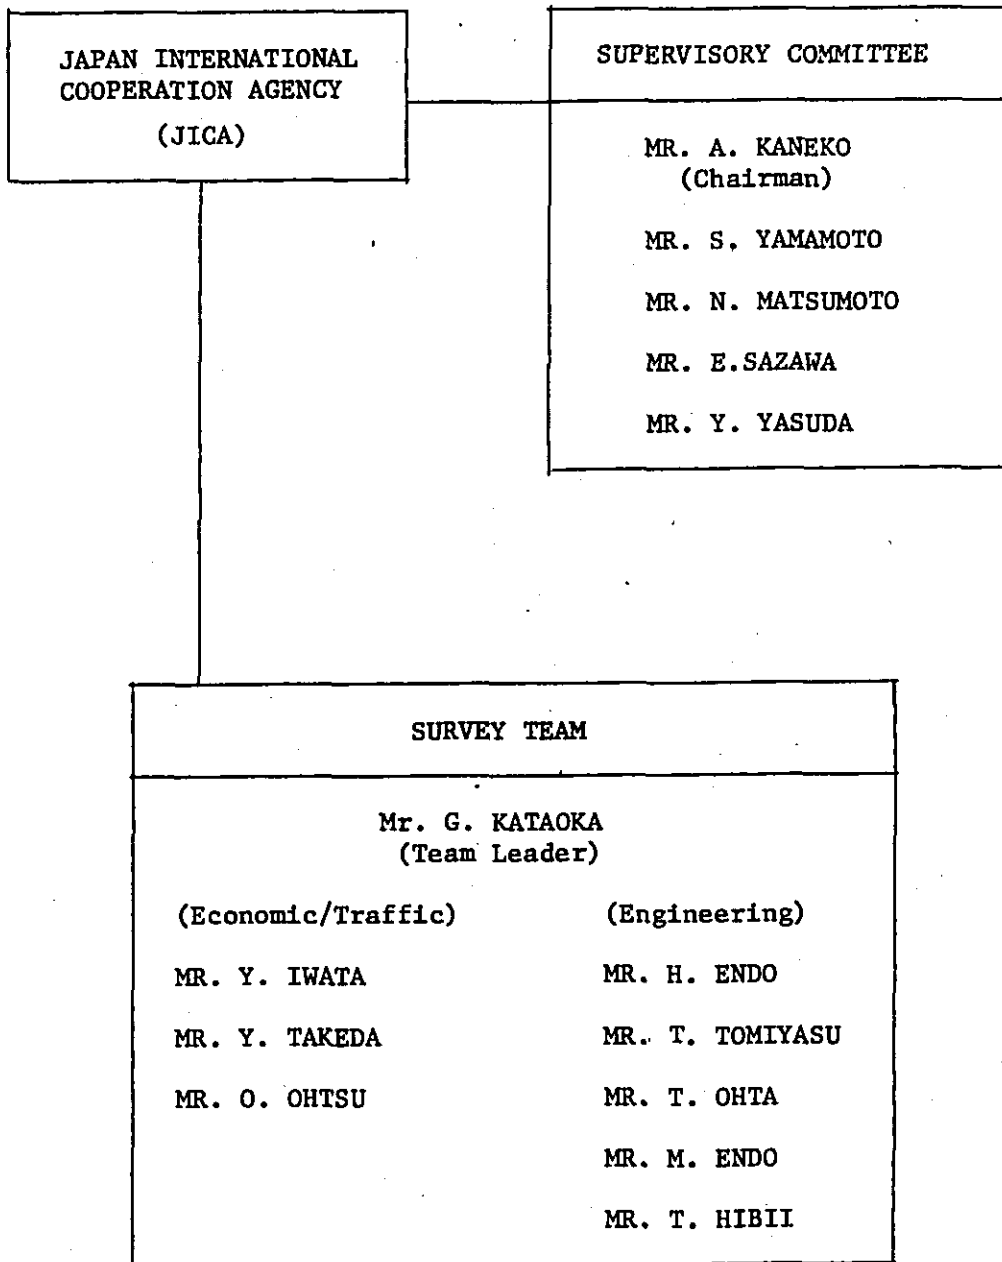 JAPAN INTERNATIONAL
COOPERATION AGENCY
(JICA)
SUPERVISORY COMMITTEE
MR. A. KANEKO
(Chairman)
MR. S. YAMAMOTO
MR. N. MATSUMOTO
MR. E.SAZAWA
MR. Y. YASUDA
SURVEY TEAM
Mr. G. KATAOKA
(Team Leader)
(Economic/Traffic)
MR. Y. IWATA
MR. Y. TAKEDA
MR. O. OHTSU
(Engineering)
MR. H. ENDO
MR. T. TOMIYASU
MR. T. OHTA
MR. M. ENDO
MR. T. HIBII